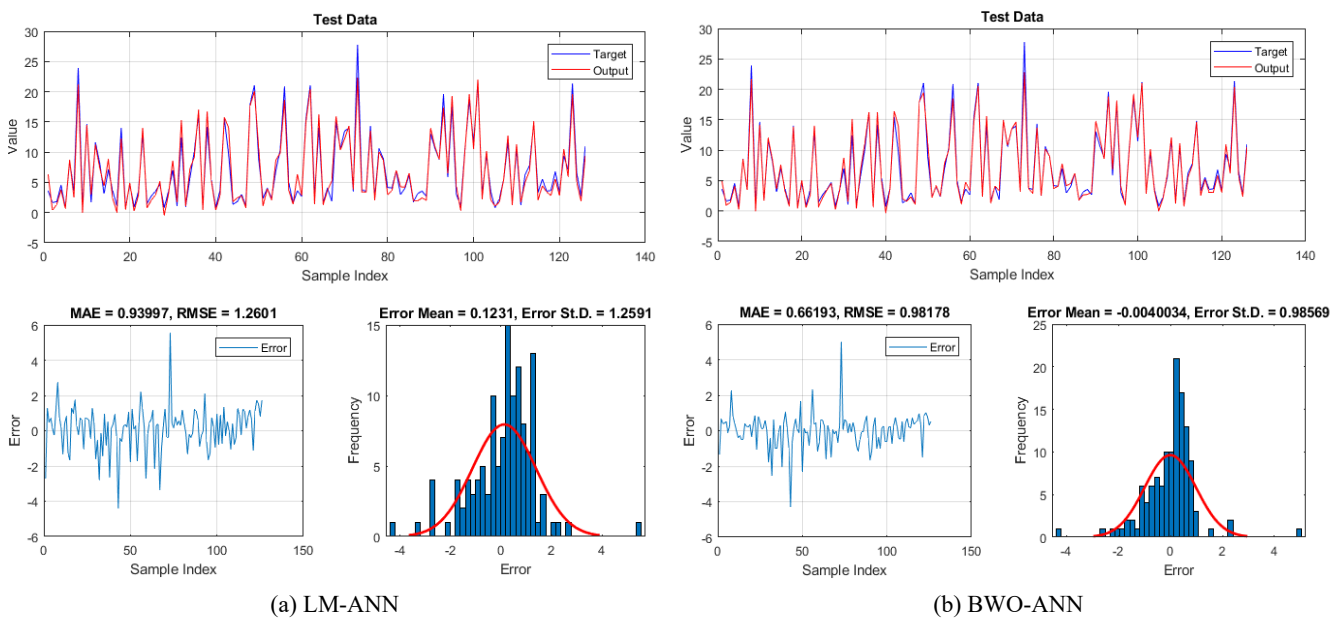 Test Data
30
25
20
15
10
5
0
-5
Value
Target
Output
0 20 40 60 80 100 120 140
Sample Index
MAE = 0.93997, RMSE = 1.2601
6
4
2
0
-2
-4
-6
Error
Error
0 50 100 150
Sample Index
Error Mean = 0.1231, Error St.D. = 1.2591
15
10
5
0
Frequency
-4 -2 0 2 4
Error
(a) LM-ANN
Test Data
30
25
20
15
10
5
0
-5
Value
Target
Output
0 20 40 60 80 100 120 140
Sample Index
MAE = 0.66193, RMSE = 0.98178
6
4
2
0
-2
-4
-6
Error
Error
0 50 100 150
Sample Index
Error Mean = -0.0040034, Error St.D. = 0.98569
25
20
15
10
5
0
Frequency
-4 -2 0 2 4
Error
(b) BWO-ANN